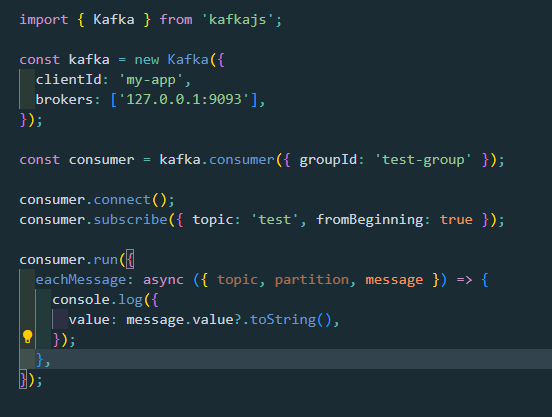 import { Kafka } from 'kafkajs';
const kafka = new Kafka({
  clientId: 'my-app',
  brokers: ['127.0.0.1:9093'],
});
const consumer = kafka.consumer({ groupId: 'test-group' });
consumer.connect();
consumer.subscribe({ topic: 'test', fromBeginning: true });
consumer.run({
  eachMessage: async ({ topic, partition, message }) => {
    console.log({
      value: message.value?.toString(),
    });
  },
});